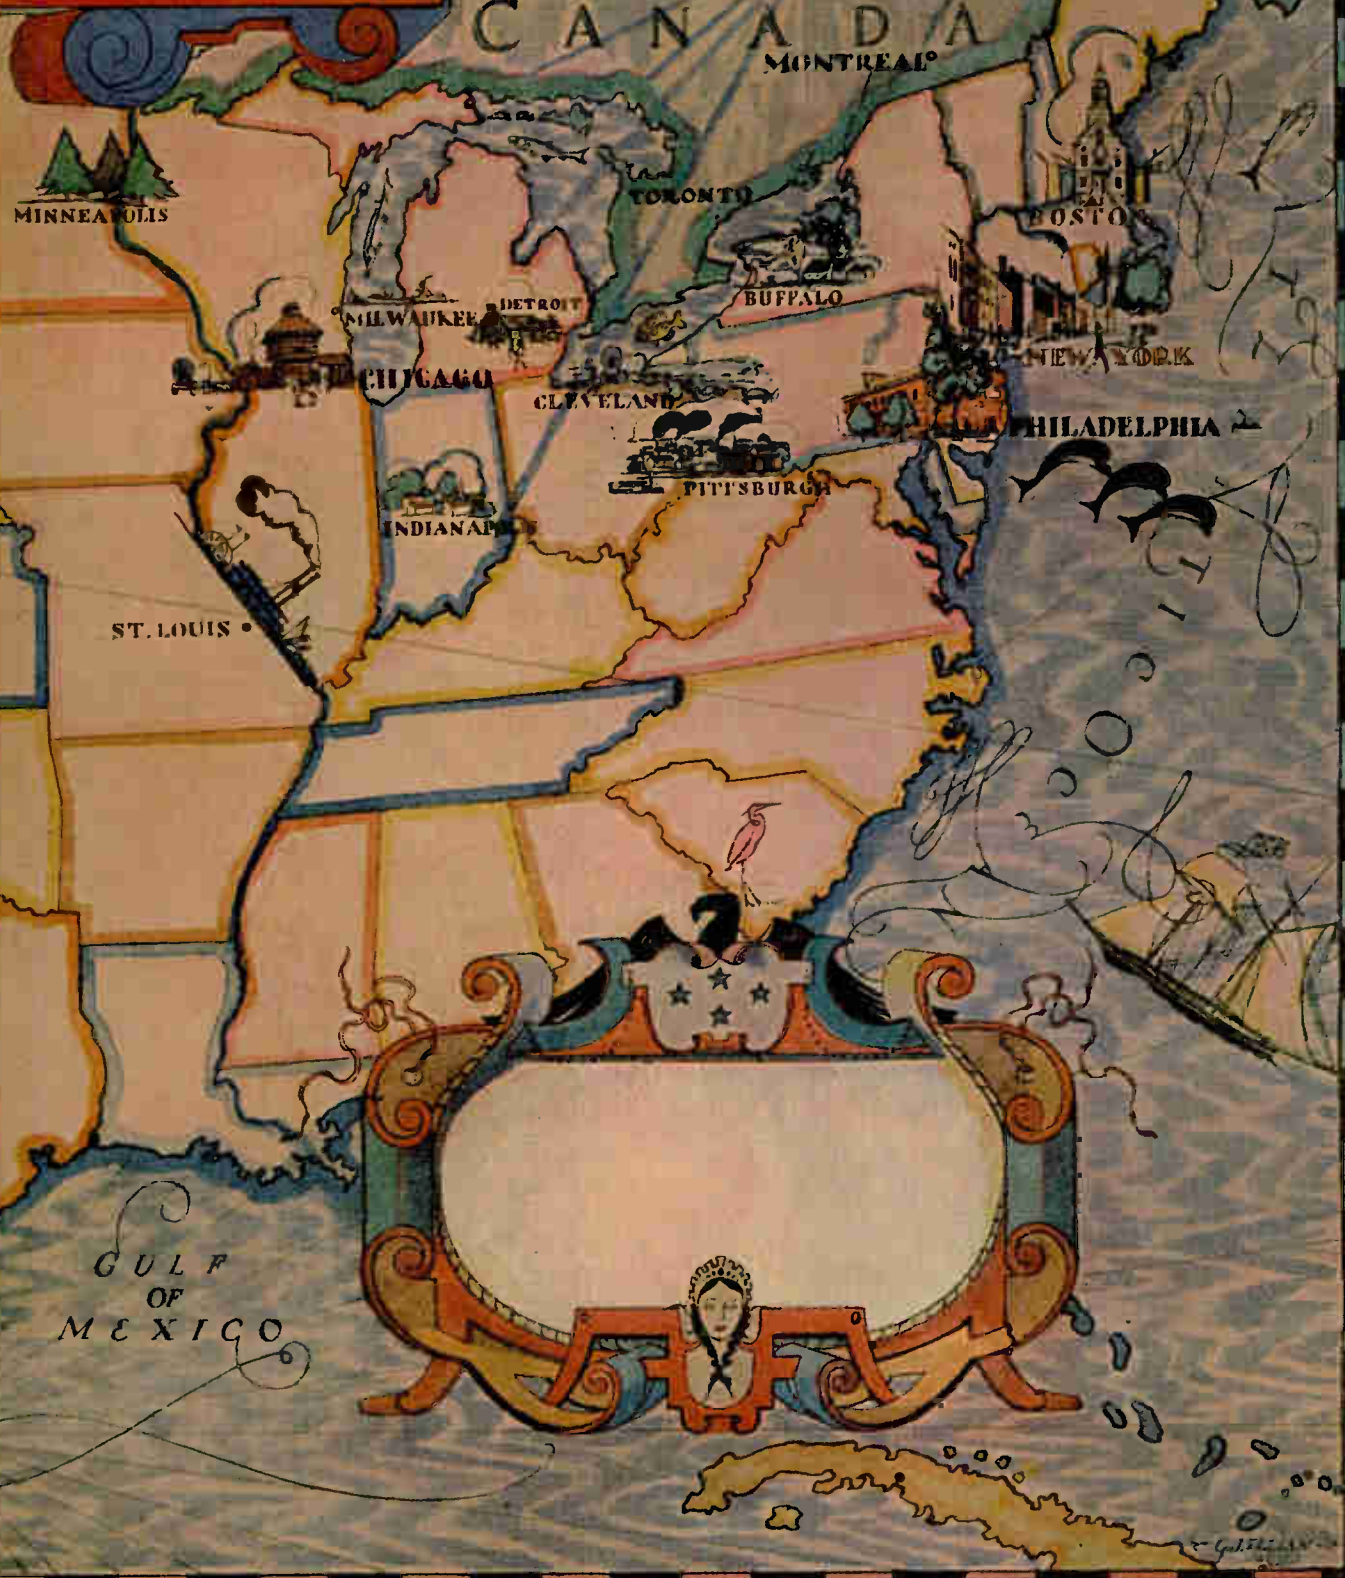 CANADA
MONTREAL
TORONTO
MINNEAPOLIS
BOSTON
BUFFALO
DETROIT
MILWAUKEE
NEW YORK
CHICAGO
CLEVELAND
PHILADELPHIA
PITTSBURGH
INDIANAPOLIS
ST. LOUIS
GULF
OF
MEXICO